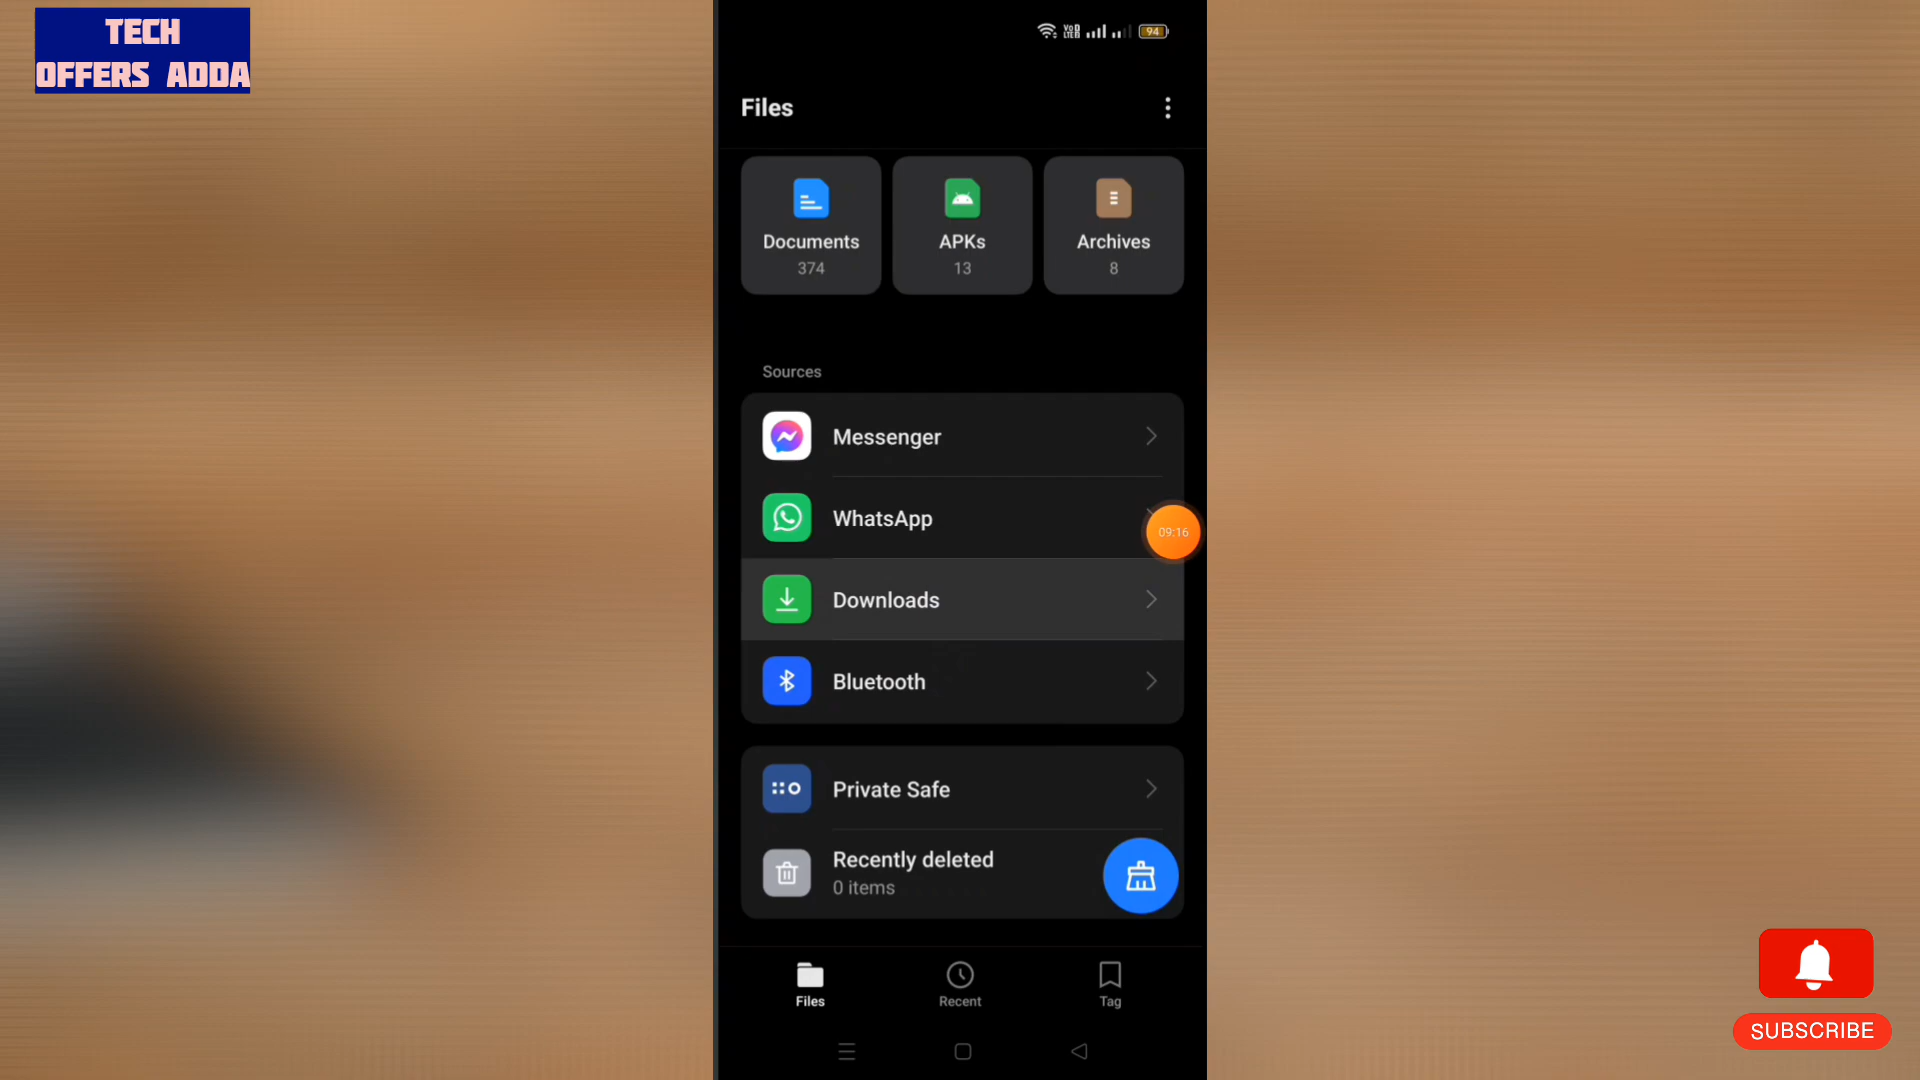 TECH
OFFERS ADDA
94
Files
Documents
374
APKs
13
Archives
8
Sources
Messenger
WhatsApp
09:16
Downloads
Bluetooth
Private Safe
Recently deleted
0 items
Files
Recent
Tag
SUBSCRIBE